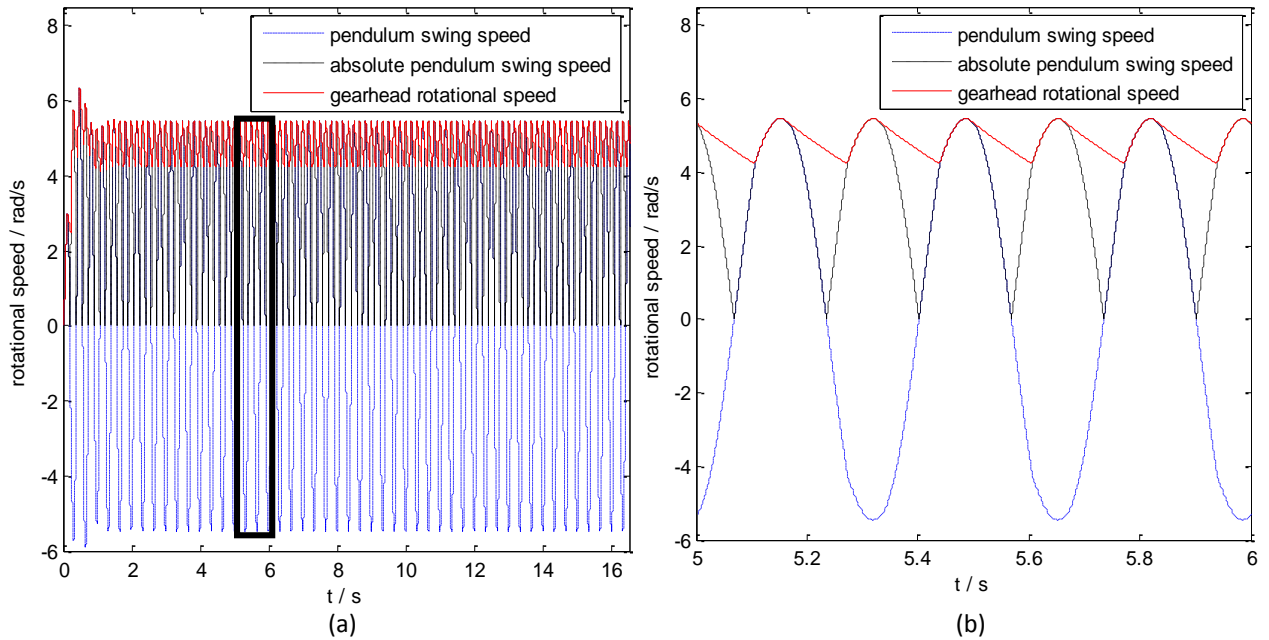 8
6
4
2
0
-2
-4
-6
rotational speed / rad/s
pendulum swing speed
absolute pendulum swing speed
gearhead rotational speed
0 2 4 6 8 10 12 14 16
t / s
(a)
8
6
4
2
0
-2
-4
-6
rotational speed / rad/s
pendulum swing speed
absolute pendulum swing speed
gearhead rotational speed
5 5.2 5.4 5.6 5.8 6
t / s
(b)